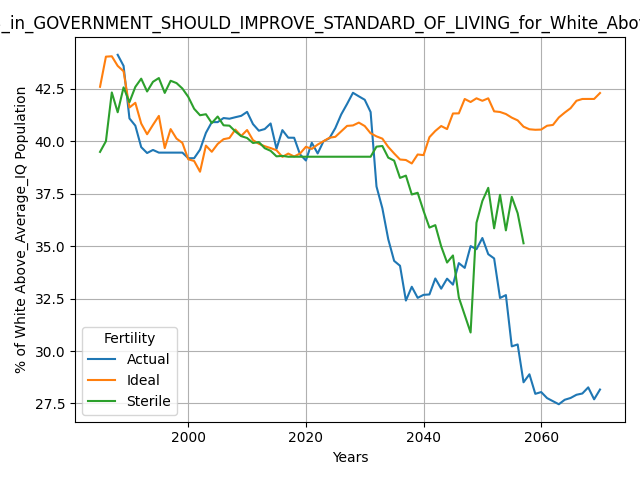 _in_GOVERNMENT_SHOULD_IMPROVE_STANDARD_OF_LIVING_for_White_Abov
% of White Above_Average_IQ Population
42.5
40.0
37.5
35.0
32.5
30.0
27.5
Fertility
Actual
Ideal
Sterile
2000
2020
2040
2060
Years